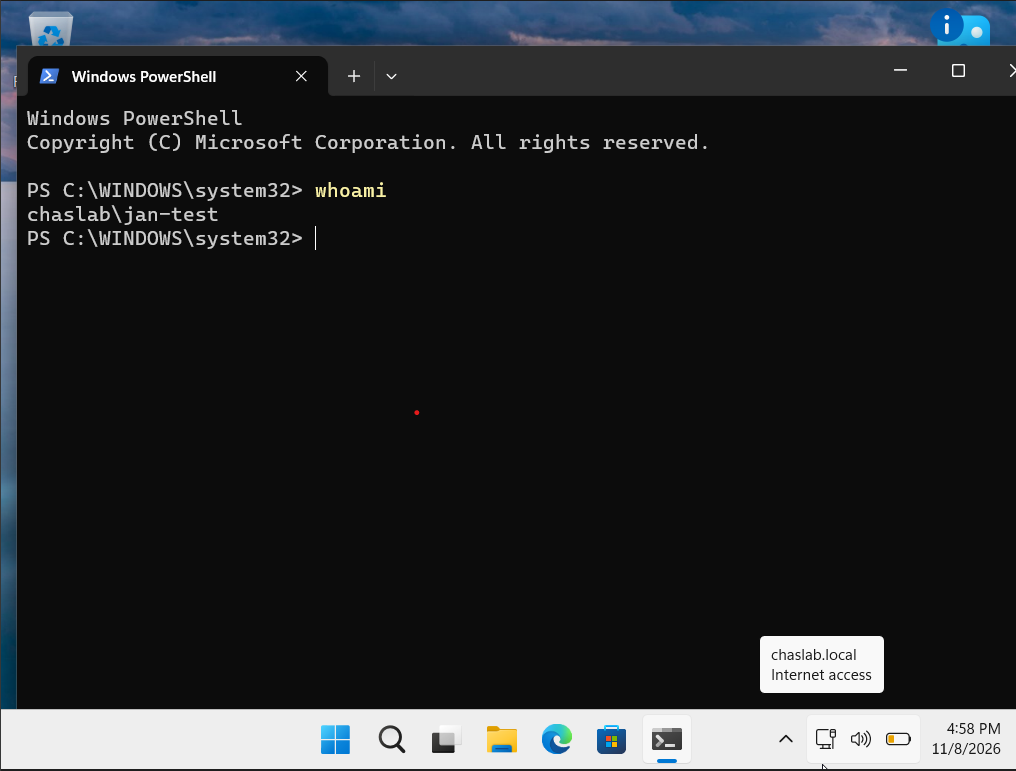 Windows PowerShell
Windows PowerShell
Copyright (C) Microsoft Corporation. All rights reserved.
PS C:\WINDOWS\system32> whoami
chaslab\jan-test
PS C:\WINDOWS\system32>
chaslab.local
Internet access
4:58 PM
11/8/2026